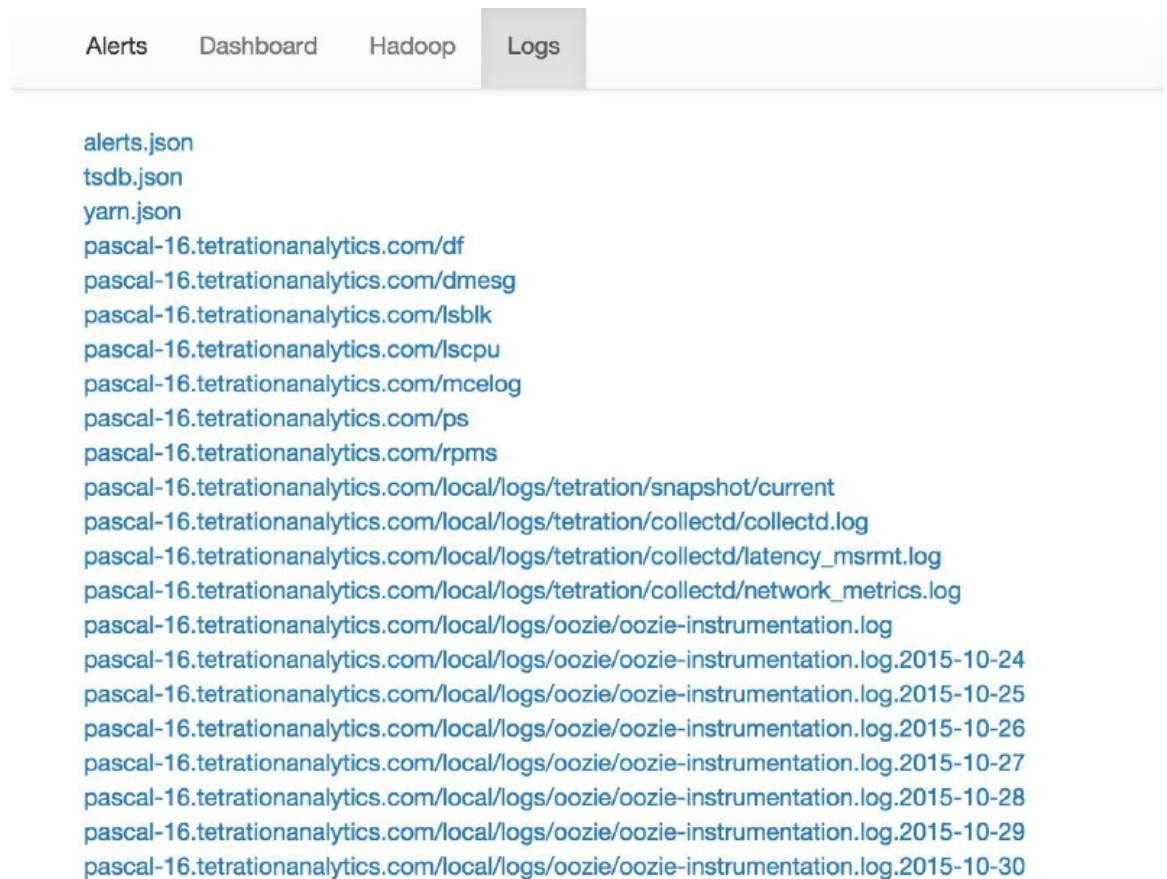 Alerts Dashboard Hadoop Logs
alerts.json
tsdb.json
yarn.json
pascal-16.tetrationanalytics.com/df
pascal-16.tetrationanalytics.com/dmesg
pascal-16.tetrationanalytics.com/lsblk
pascal-16.tetrationanalytics.com/lscpu
pascal-16.tetrationanalytics.com/mcelog
pascal-16.tetrationanalytics.com/ps
pascal-16.tetrationanalytics.com/rpms
pascal-16.tetrationanalytics.com/local/logs/tetration/snapshot/current
pascal-16.tetrationanalytics.com/local/logs/tetration/collectd/collectd.log
pascal-16.tetrationanalytics.com/local/logs/tetration/collectd/latency_msrmt.log
pascal-16.tetrationanalytics.com/local/logs/tetration/collectd/network_metrics.log
pascal-16.tetrationanalytics.com/local/logs/oozie/oozie-instrumentation.log
pascal-16.tetrationanalytics.com/local/logs/oozie/oozie-instrumentation.log.2015-10-24
pascal-16.tetrationanalytics.com/local/logs/oozie/oozie-instrumentation.log.2015-10-25
pascal-16.tetrationanalytics.com/local/logs/oozie/oozie-instrumentation.log.2015-10-26
pascal-16.tetrationanalytics.com/local/logs/oozie/oozie-instrumentation.log.2015-10-27
pascal-16.tetrationanalytics.com/local/logs/oozie/oozie-instrumentation.log.2015-10-28
pascal-16.tetrationanalytics.com/local/logs/oozie/oozie-instrumentation.log.2015-10-29
pascal-16.tetrationanalytics.com/local/logs/oozie/oozie-instrumentation.log.2015-10-30